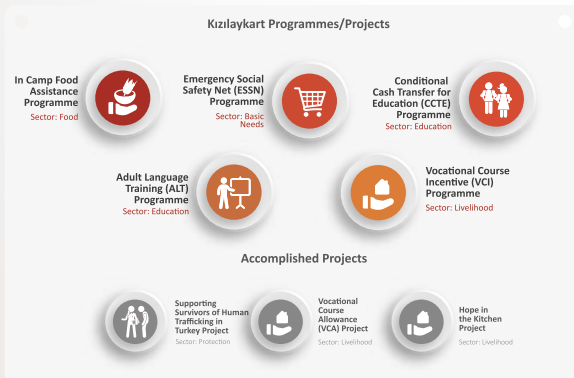 Kızılaykart Programmes/Projects
In Camp Food
Assistance
Programme
Sector: Food
Emergency Social
Safety Net (ESSN)
Programme
Sector: Basic
Needs
Conditional
Cash Transfer for
Education (CCTE)
Programme
Sector: Education
Adult Language
Training (ALT)
Programme
Sector: Education
Vocational Course
Incentive (VCI)
Programme
Sector: Livelihood
Accomplished Projects
Supporting
Survivors of Human
Trafficking in
Turkey Project
Sector: Protection
Vocational
Course
Allowance
(VCA) Project
Sector: Livelihood
Hope in
the Kitchen
Project
Sector: Livelihood